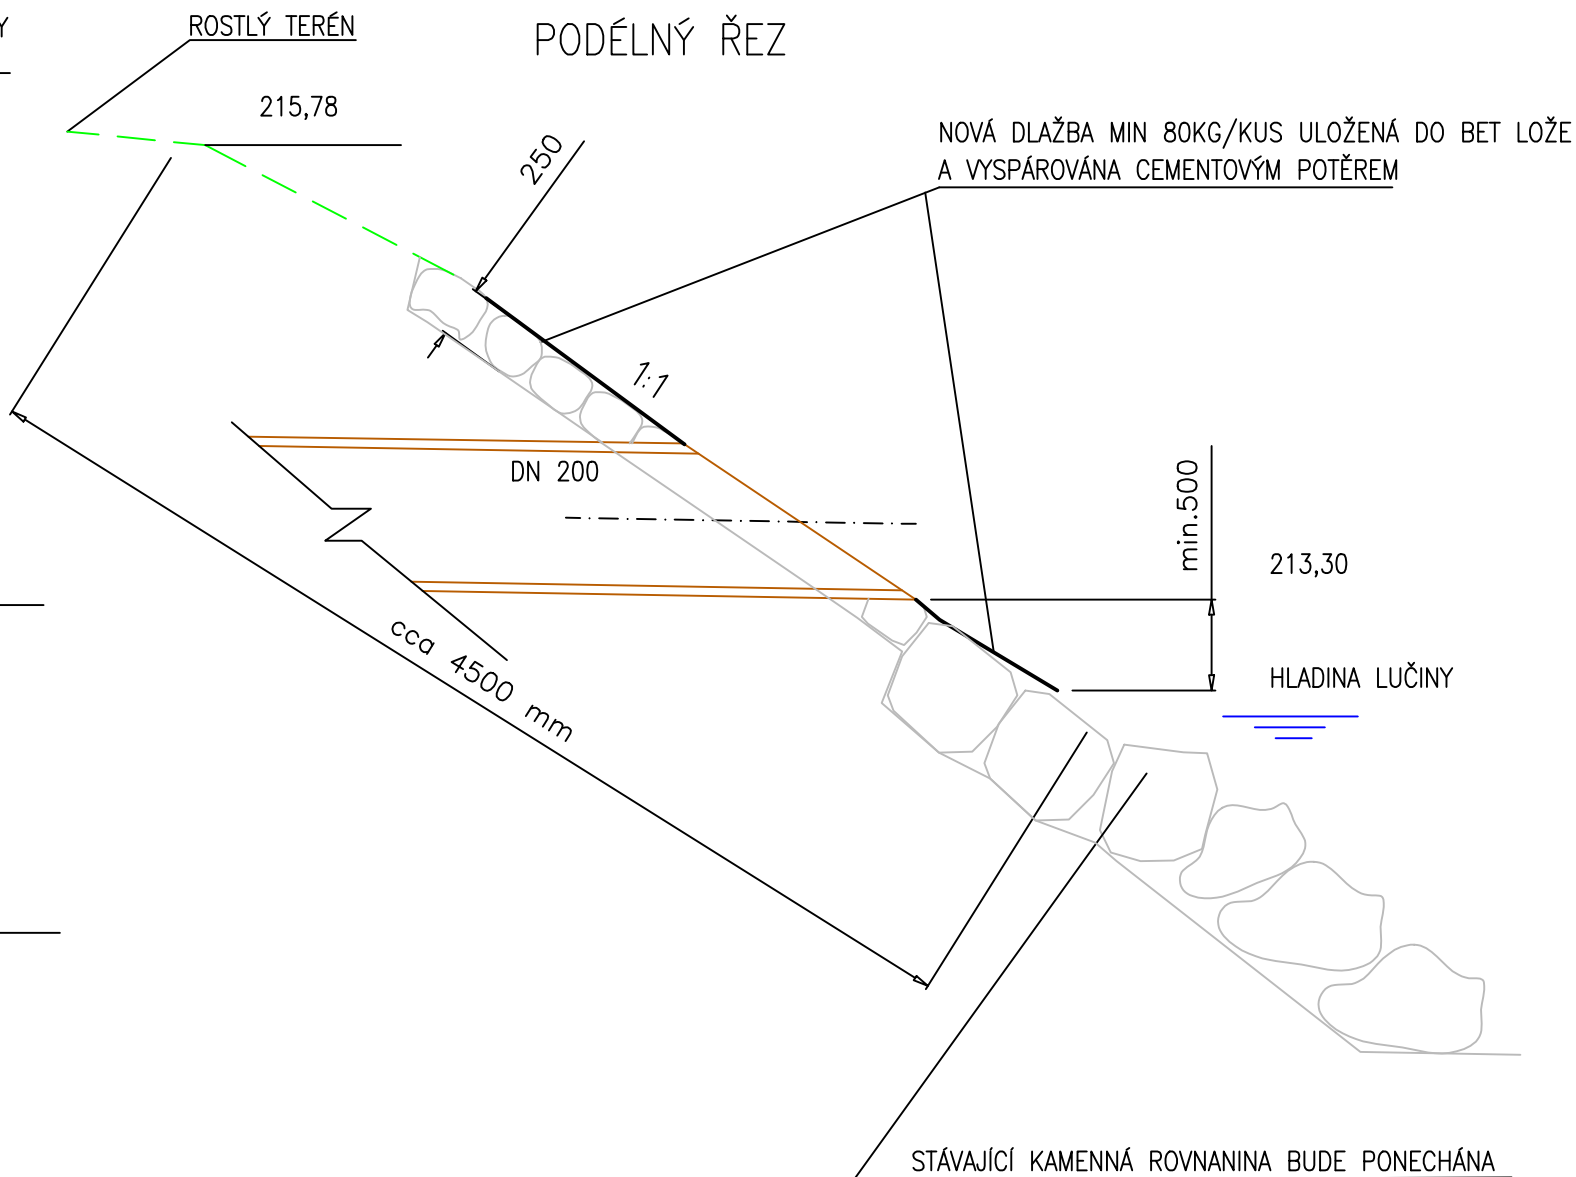 Y
ROSTLÝ TERÉN
PODÉLNÝ ŘEZ
215,78
250
NOVÁ DLAŽBA MIN 80KG/KUS ULOŽENÁ DO BET LOŽE
A VYSPÁROVÁNA CEMENTOVÝM POTĚREM
1:1
DN 200
min.500
213,30
cca 4500 mm
HLADINA LUČINY
STÁVAJÍCÍ KAMENNÁ ROVNANINA BUDE PONECHÁNA